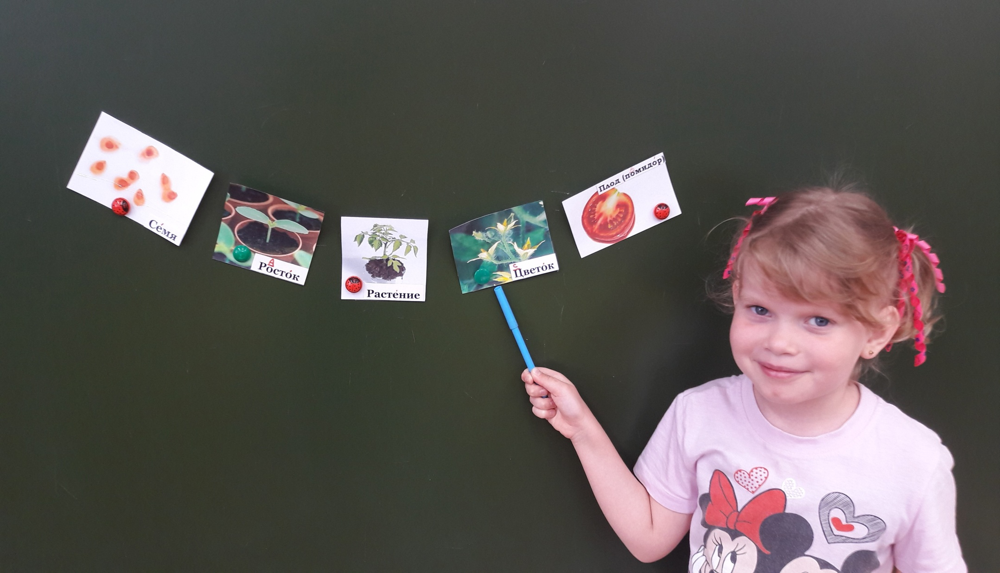 Се́мя
а
Росто́к
Расте́ние
с
Цвето́к
Плод (помидо́р)